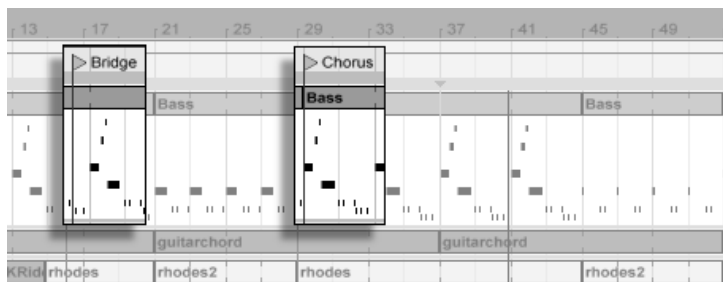 13 17 21 25 29 33 37 41 45 49
Bridge Chorus
Bass Bass Bass
guitarchord guitarchord
KRid rhodes rhodes2 rhodes rhodes2